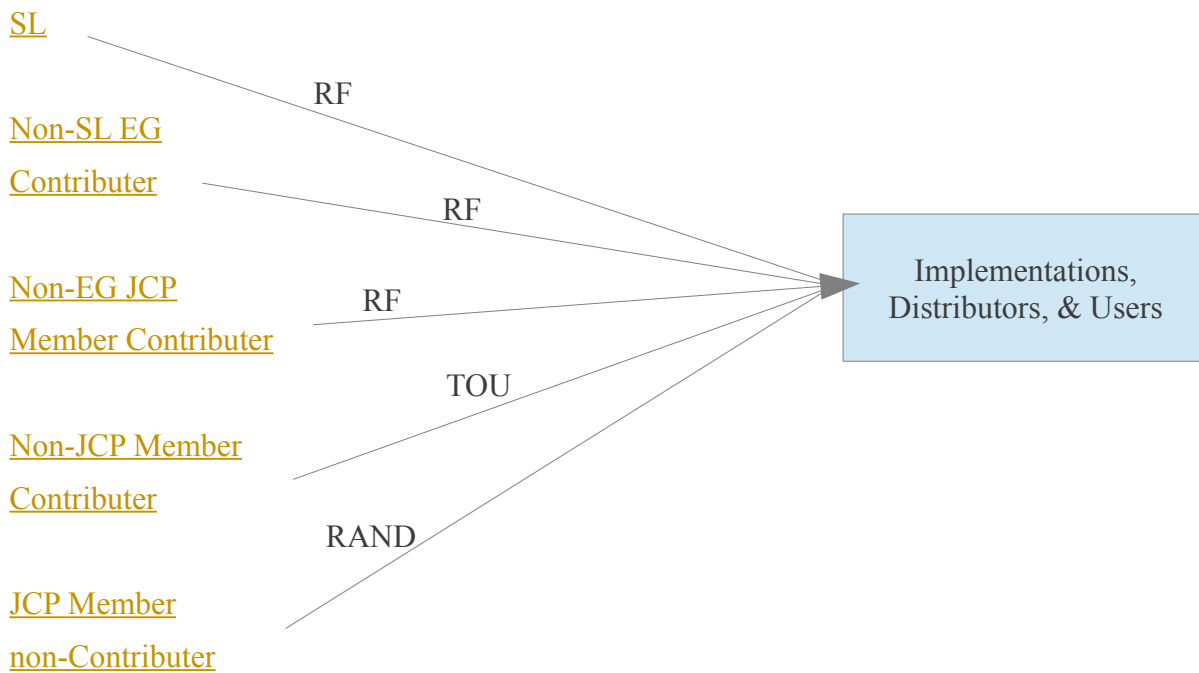 SL
RF
Non-SL EG
Contributer
RF
Non-EG JCP
Member Contributer
RF
Implementations,
Distributors, & Users
TOU
Non-JCP Member
Contributer
RAND
JCP Member
non-Contributer